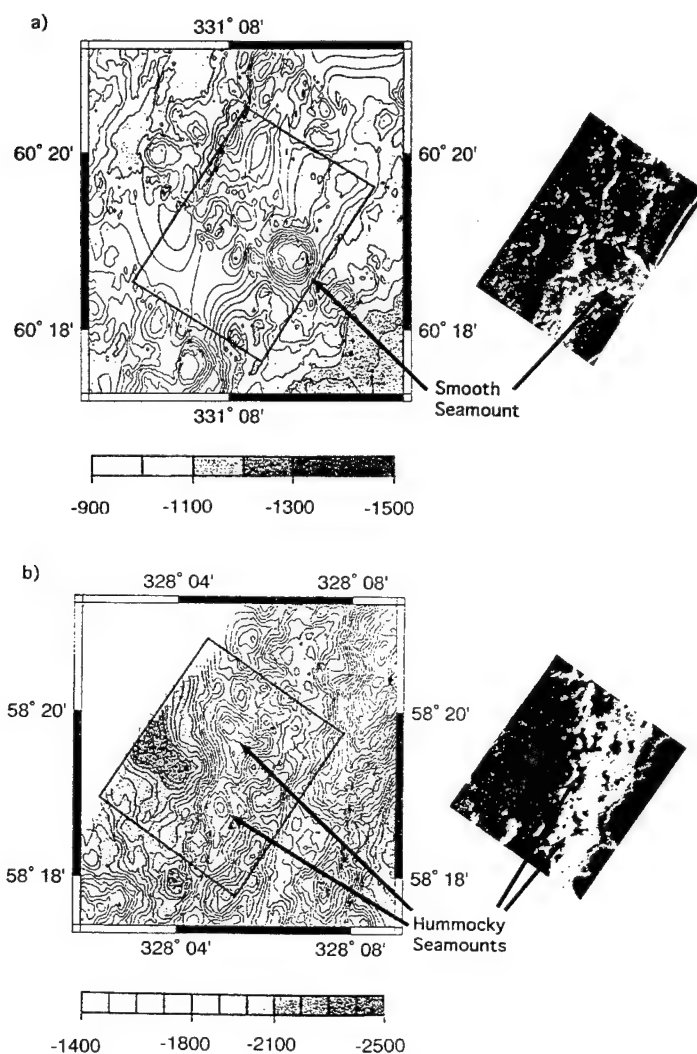 a)
331° 08'
60° 20'
60° 20'
60° 18'
60° 18'
331° 08'
Smooth
Seamount
-900 -1100 -1300 -1500
b)
328° 04' 328° 08'
58° 20'
58° 20'
58° 18'
58° 18'
328° 04' 328° 08'
Hummocky
Seamounts
-1400 -1800 -2100 -2500